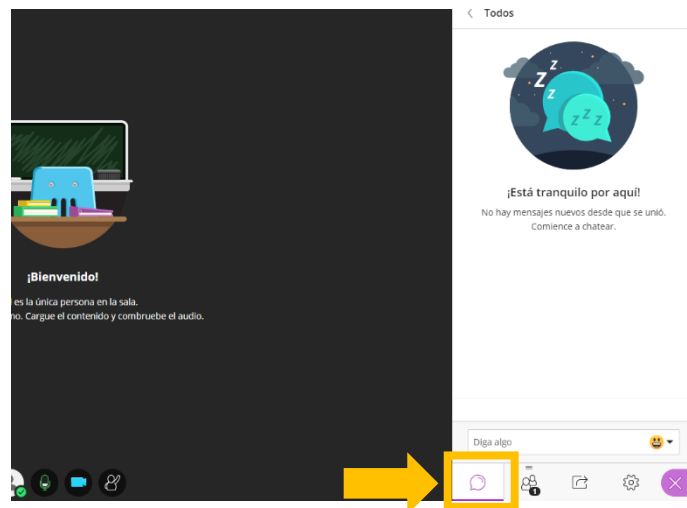 Todos
¡Está tranquilo por aquí!
No hay mensajes nuevos desde que se unió.
Comience a chatear.
¡Bienvenido!
es la única persona en la sala.
no. Cargue el contenido y combruebe el audio.
Diga algo
1